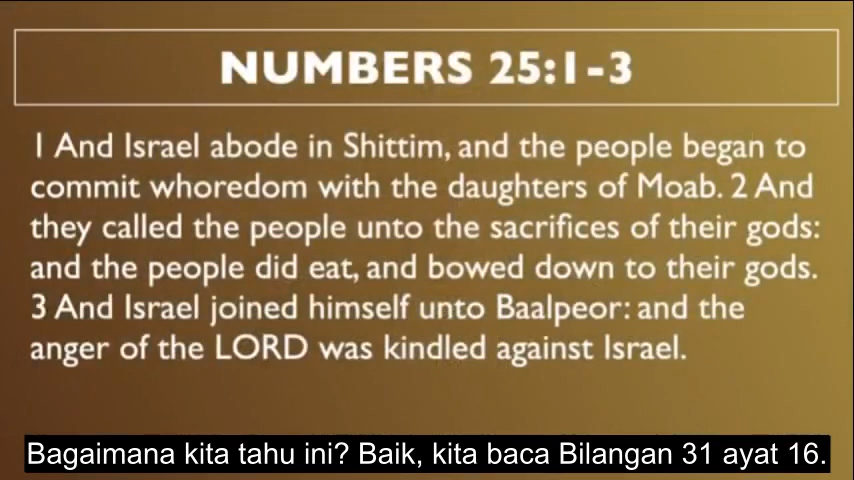 NUMBERS 25:1-3
1 And Israel abode in Shittim, and the people began to
commit whoredom with the daughters of Moab. 2 And
they called the people unto the sacrifices of their gods:
and the people did eat, and bowed down to their gods.
3 And Israel joined himself unto Baalpeor: and the
anger of the LORD was kindled against Israel.
Bagaimana kita tahu ini? Baik, kita baca Bilangan 31 ayat 16.